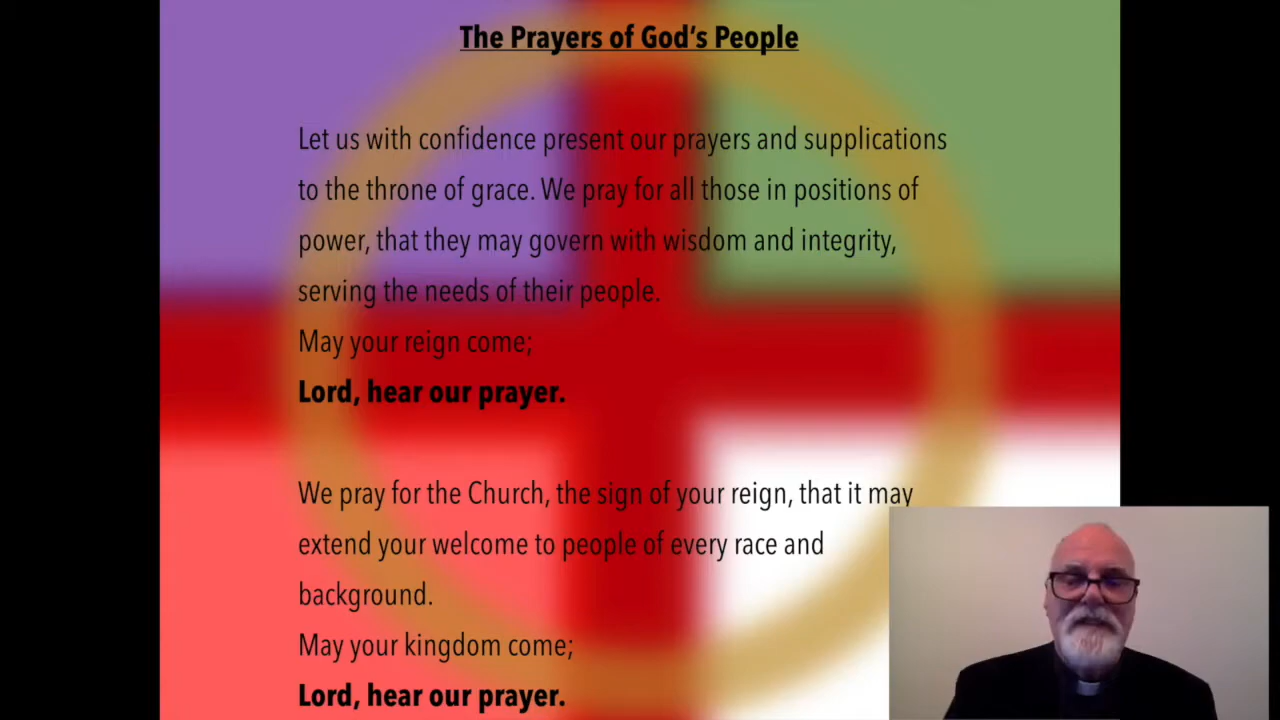 The Prayers of God's People
Let us with confidence present our prayers and supplications
to the throne of grace. We pray for all those in positions of
power, that they may govern with wisdom and integrity,
serving the needs of their people.
May your reign come;
Lord, hear our prayer.
We pray for the Church, the sign of your reign, that it may
extend your welcome to people of every race and
background.
May your kingdom come;
Lord, hear our prayer.